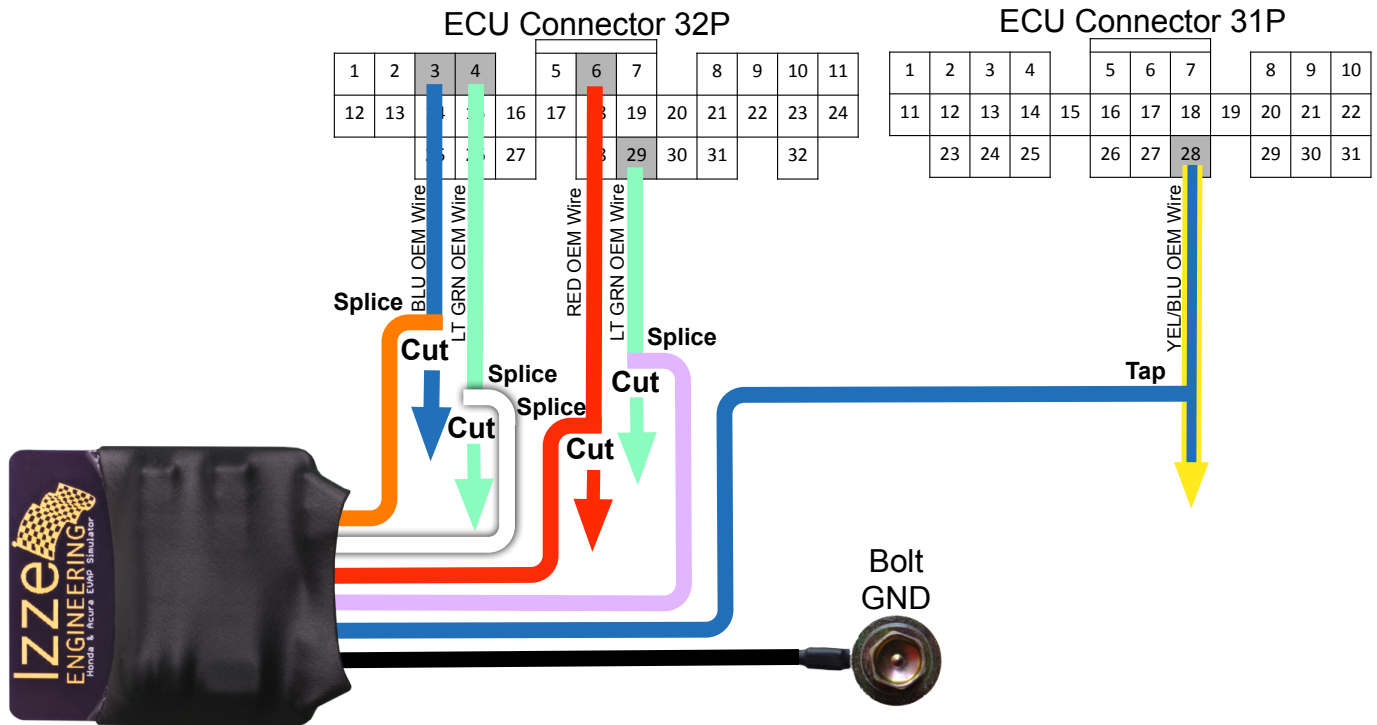 ECU Connector 32P
ECU Connector 31P
1 2 3 4 5 6 7 8 9 10 11
12 13 16 17 19 20 21 22 23 24
27 29 30 31 32
1 2 3 4 5 6 7 8 9 10
11 12 13 14 15 16 17 18 19 20 21 22
23 24 25 26 27 28 29 30 31
BLU OEM Wire
LT GRN OEM Wire
RED OEM Wire
LT GRN OEM Wire
YEL/BLU OEM Wire
Splice
Cut
Splice
Cut
Splice
Cut
Splice
Cut
Tap
Bolt
GND
Izze
ENGINEERING
Honda & Acura EVAP Simulator